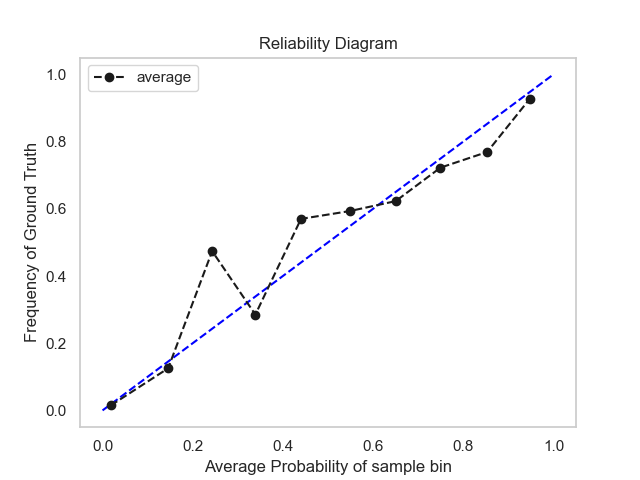 Reliability Diagram
average
Frequency of Ground Truth
1.0
0.8
0.6
0.4
0.2
0.0
0.0 0.2 0.4 0.6 0.8 1.0
Average Probability of sample bin